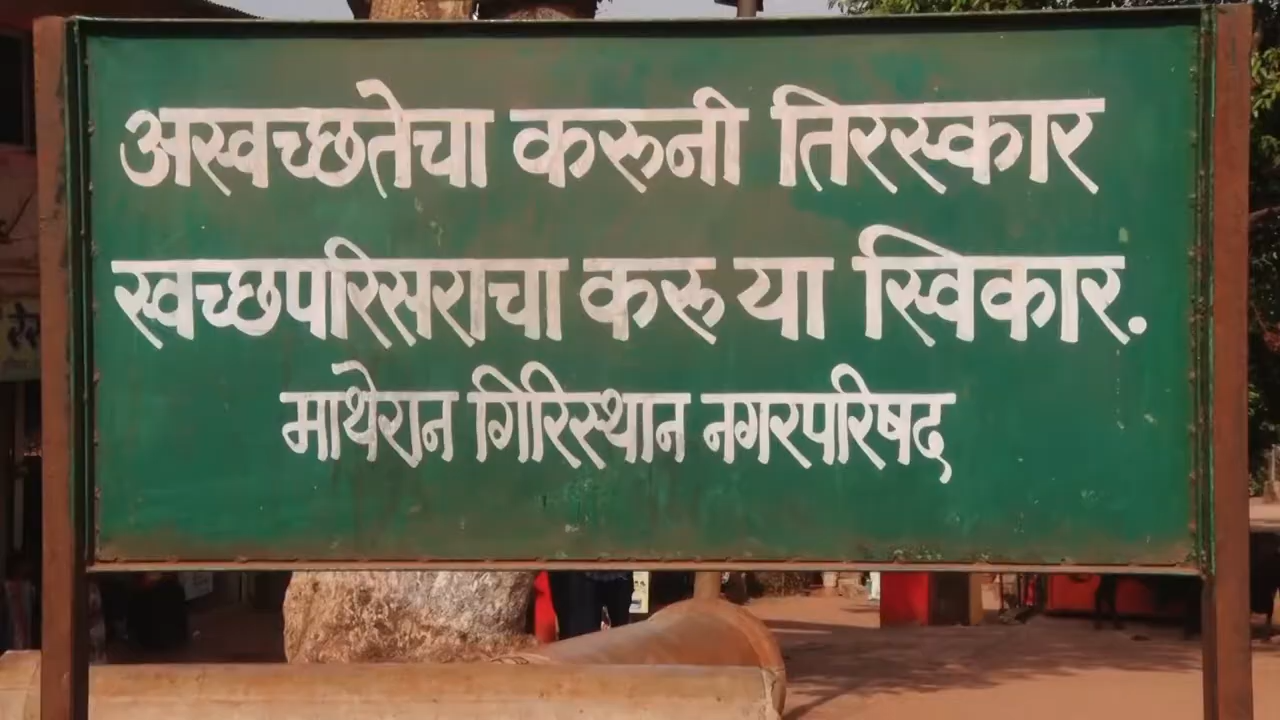 अस्वच्छतेचा करूनी तिरस्कार
स्वच्छपरिसराचा करू या स्विकार.
माथेरान गिरिस्थान नगरपरिषद